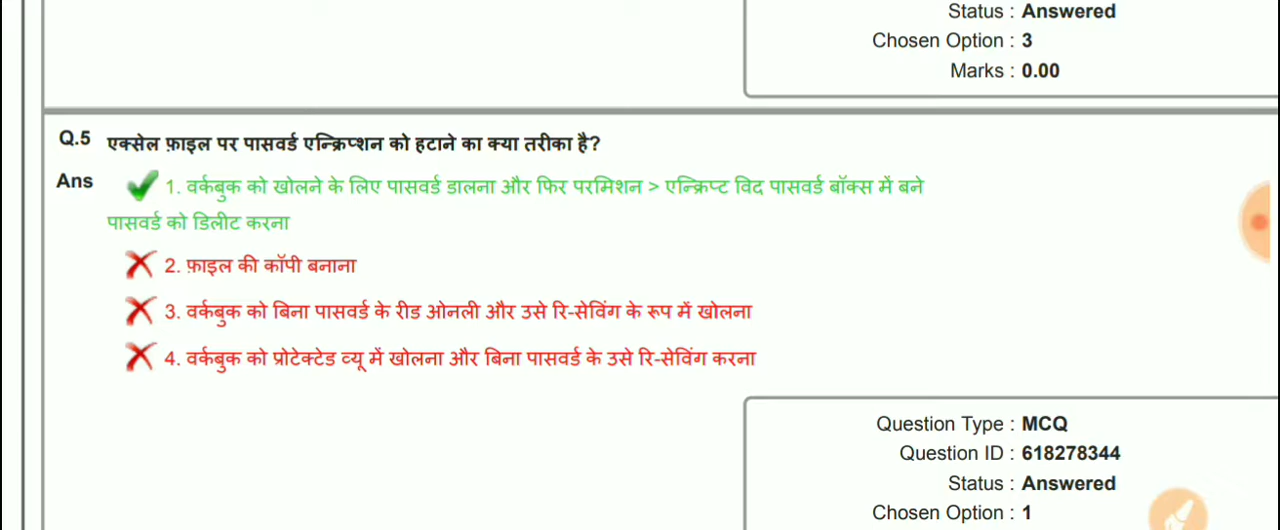 Status : Answered
Chosen Option : 3
Marks : 0.00
Q.5 एक्सेल फ़ाइल पर पासवर्ड एन्क्रिप्शन को हटाने का क्या तरीका है?
Ans 1. वर्कबुक को खोलने के लिए पासवर्ड डालना और फिर परमिशन > एन्क्रिप्ट विद पासवर्ड बॉक्स में बने
पासवर्ड को डिलीट करना
2. फ़ाइल की कॉपी बनाना
3. वर्कबुक को बिना पासवर्ड के रीड ओनली और उसे रि-सेविंग के रूप में खोलना
4. वर्कबुक को प्रोटेक्टेड व्यू में खोलना और बिना पासवर्ड के उसे रि-सेविंग करना
Question Type : MCQ
Question ID : 618278344
Status : Answered
Chosen Option : 1